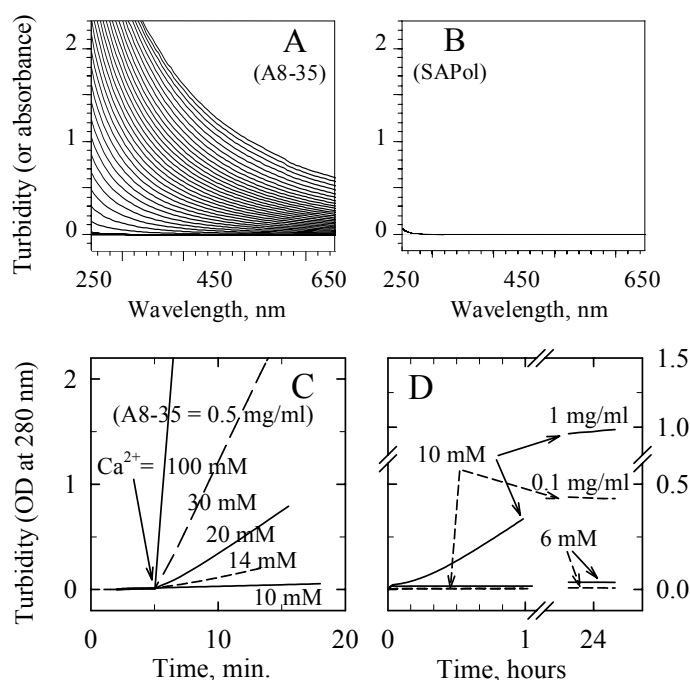 Turbidity (or absorbance)
2
1
0
A
(A8-35)
250
450
650
Wavelength, nm
2
1
0
B
(SAPol)
250
450
650
Wavelength, nm
Turbidity (OD at 280 nm)
2
1
0
C
(A8-35 = 0.5 mg/ml)
Ca2+= 100 mM
30 mM
20 mM
14 mM
10 mM
0
10
20
Time, min.
D
1.5
1.0
0.5
0.0
1 mg/ml
10 mM
0.1 mg/ml
6 mM
0
1
24
Time, hours